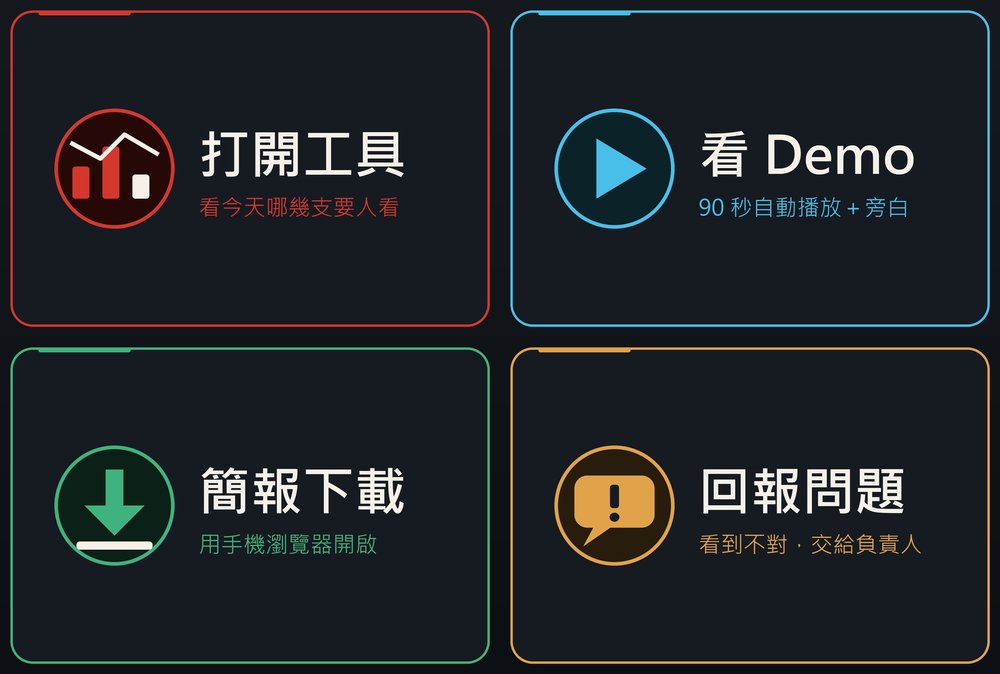 打開工具
看今天哪幾支要人看
看 Demo
90 秒自動播放＋旁白
簡報下載
用手機瀏覽器開啟
回報問題
看到不對，交給負責人